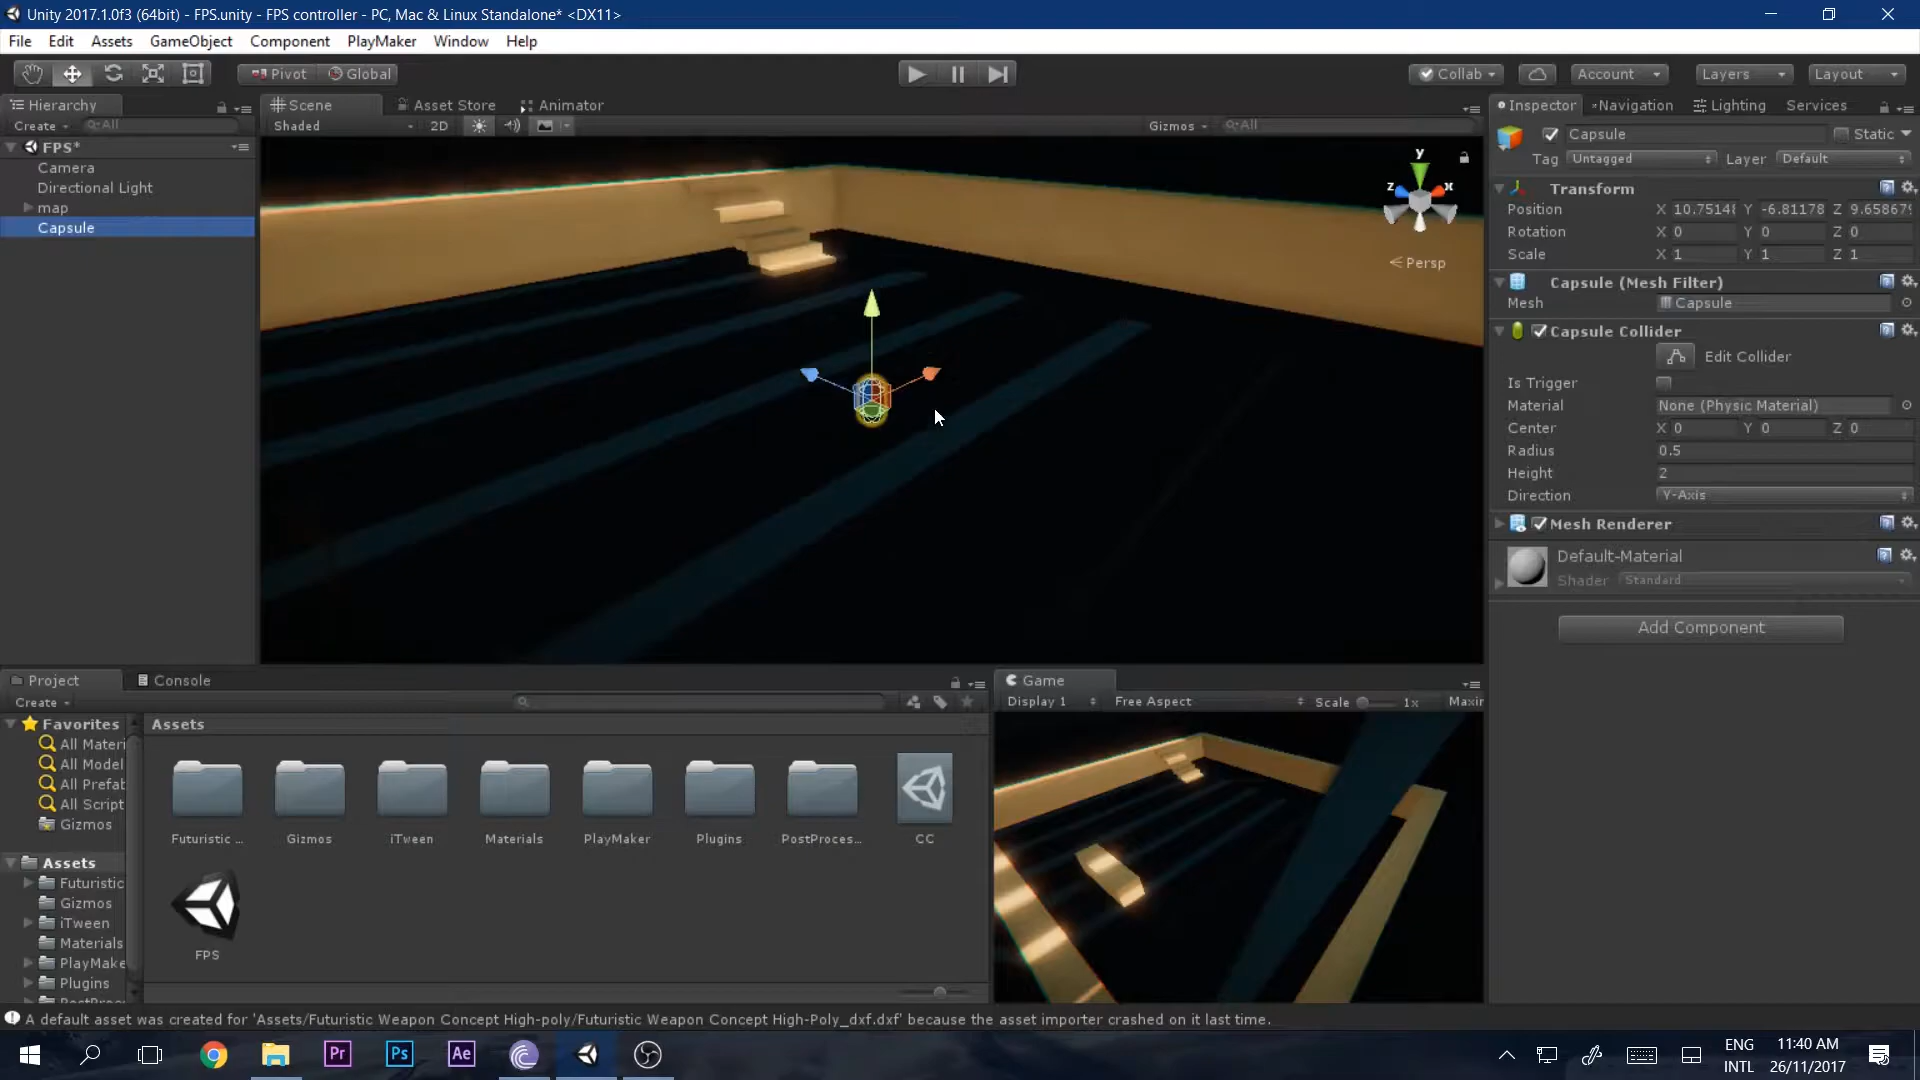 Unity 2017.1.0f3 (64bit) - FPS.unity - FPS controller - PC, Mac & Linux Standalone* <DX11>
File Edit Assets GameObject Component PlayMaker Window Help
Pivot Global Collab Account Layers Layout
Hierarchy Scene Asset Store Animator Inspector Navigation Lighting Services
Create All Shaded 2D Gizmos All
FPS*
Camera
Directional Light
map
Capsule
y
z x
Persp
Capsule Static
Tag Untagged Layer Default
Transform
Position X 10.75148 Y -6.81178 Z 9.658679
Rotation X 0 Y 0 Z 0
Scale X 1 Y 1 Z 1
Capsule (Mesh Filter)
Mesh Capsule
Capsule Collider
Edit Collider
Is Trigger
Material None (Physic Material)
Center X 0 Y 0 Z 0
Radius 0.5
Height 2
Direction Y-Axis
Mesh Renderer
Default-Material
Shader Standard
Add Component
Project Console
Create
Favorites
All Materi
All Model
All Prefab
All Script
Gizmos
Assets
Futuristic
Gizmos
iTween
Materials
PlayMake
Plugins
PostProc
Assets
Futuristic ... Gizmos iTween Materials PlayMaker Plugins PostProces... CC
FPS
Game
Display 1 Free Aspect Scale 1x Maxin
A default asset was created for 'Assets/Futuristic Weapon Concept High-poly/Futuristic Weapon Concept High-Poly_dxf.dxf' because the asset importer crashed on it last time.
Pr Ps Ae
ENG 11:40 AM
INTL 26/11/2017